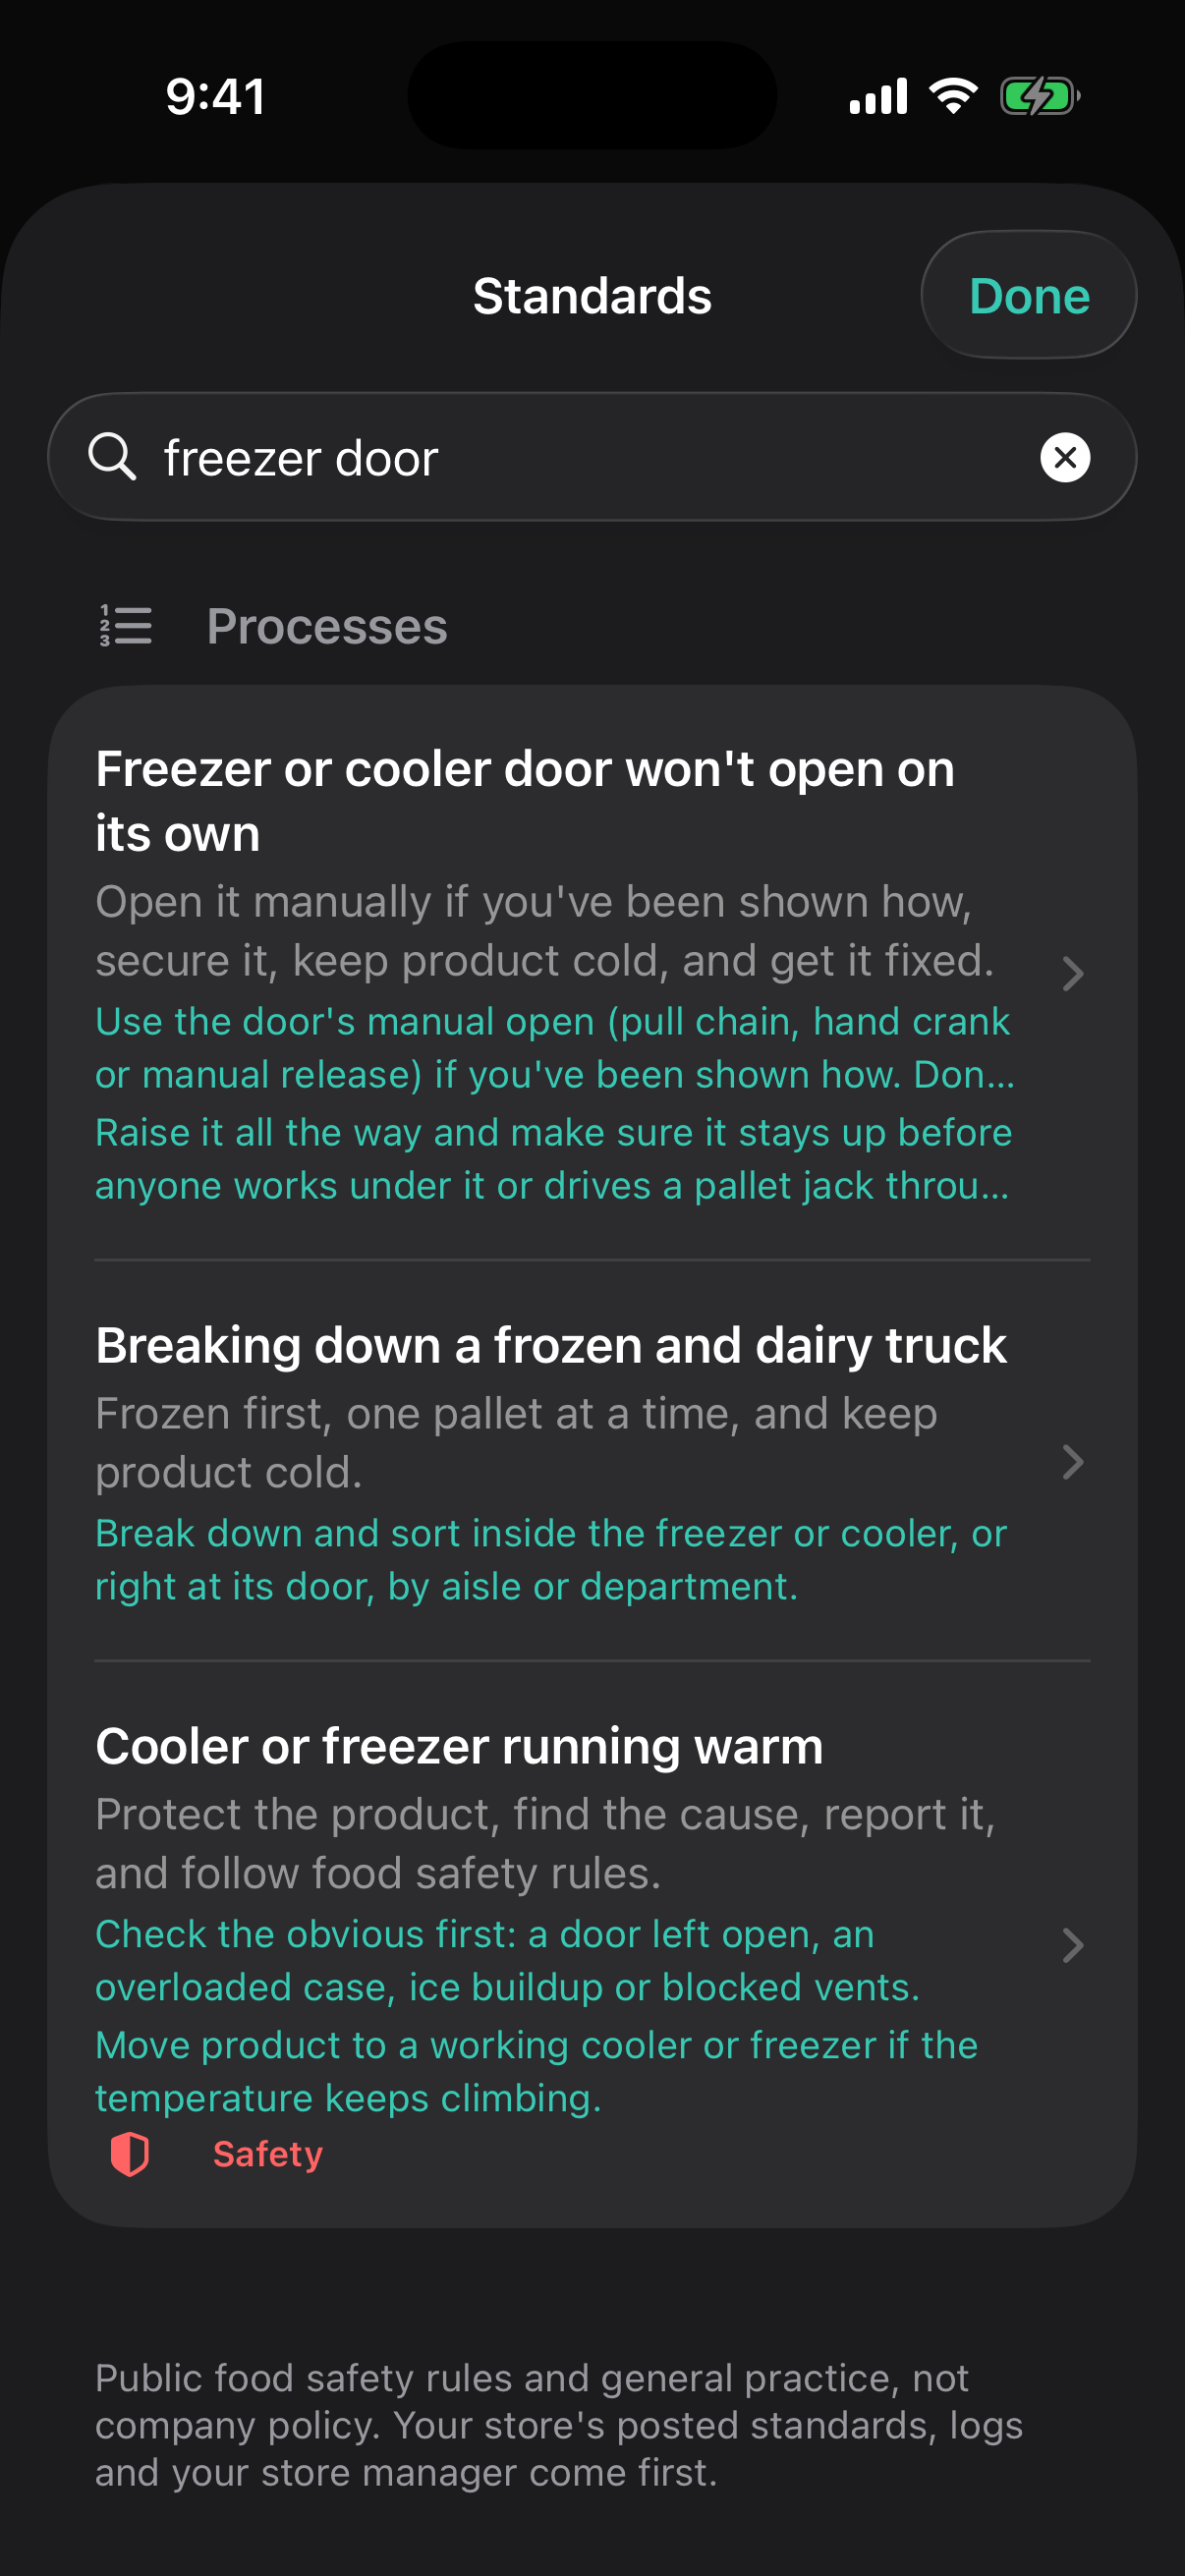 9:41
Standards
Done
freezer door
1
2
3
Processes
Freezer or cooler door won't open on
its own
Open it manually if you've been shown how,
secure it, keep product cold, and get it fixed.
Use the door's manual open (pull chain, hand crank
or manual release) if you've been shown how. Don...
Raise it all the way and make sure it stays up before
anyone works under it or drives a pallet jack throu...
Breaking down a frozen and dairy truck
Frozen first, one pallet at a time, and keep
product cold.
Break down and sort inside the freezer or cooler, or
right at its door, by aisle or department.
Cooler or freezer running warm
Protect the product, find the cause, report it,
and follow food safety rules.
Check the obvious first: a door left open, an
overloaded case, ice buildup or blocked vents.
Move product to a working cooler or freezer if the
temperature keeps climbing.
Safety
Public food safety rules and general practice, not
company policy. Your store's posted standards, logs
and your store manager come first.